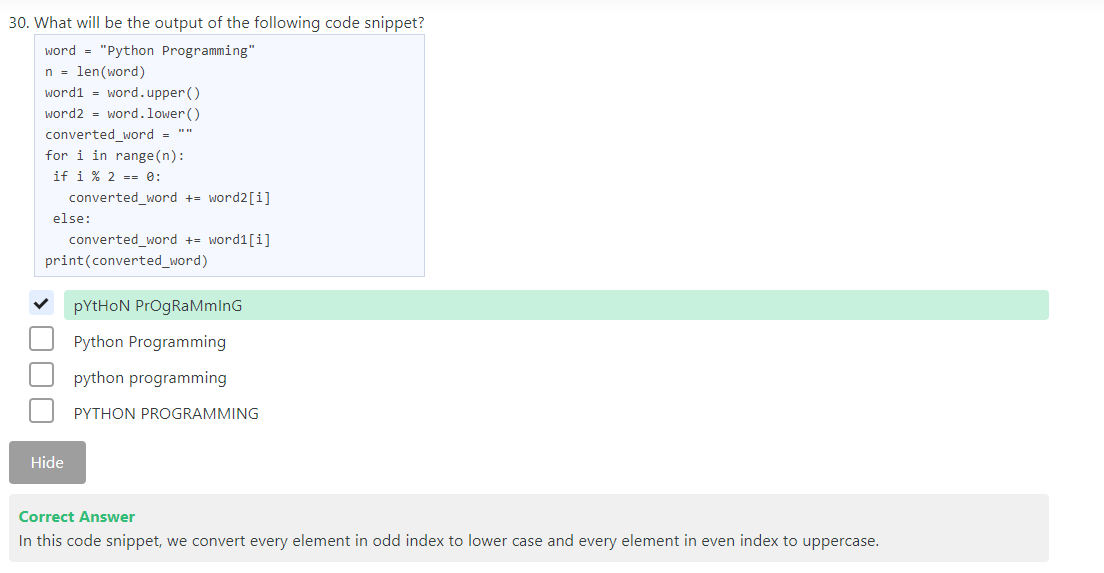 30. What will be the output of the following code snippet?
word = "Python Programming"
n = len(word)
word1 = word.upper()
word2 = word.lower()
converted_word = ""
for i in range(n):
 if i % 2 == 0:
   converted_word += word2[i]
 else:
   converted_word += word1[i]
print(converted_word)
pYtHoN PrOgRaMmInG
Python Programming
python programming
PYTHON PROGRAMMING
Hide
Correct Answer
In this code snippet, we convert every element in odd index to lower case and every element in even index to uppercase.